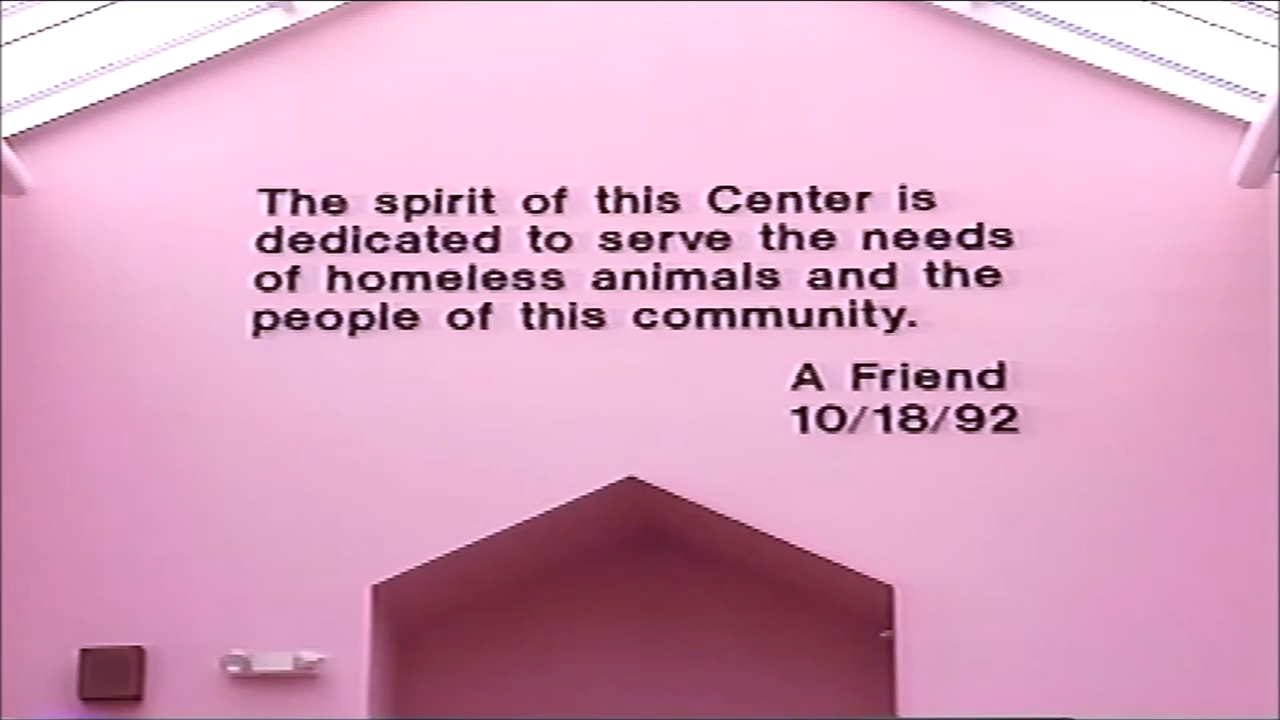 The spirit of this Center is
dedicated to serve the needs
of homeless animals and the
people of this community.
A Friend
10/18/92